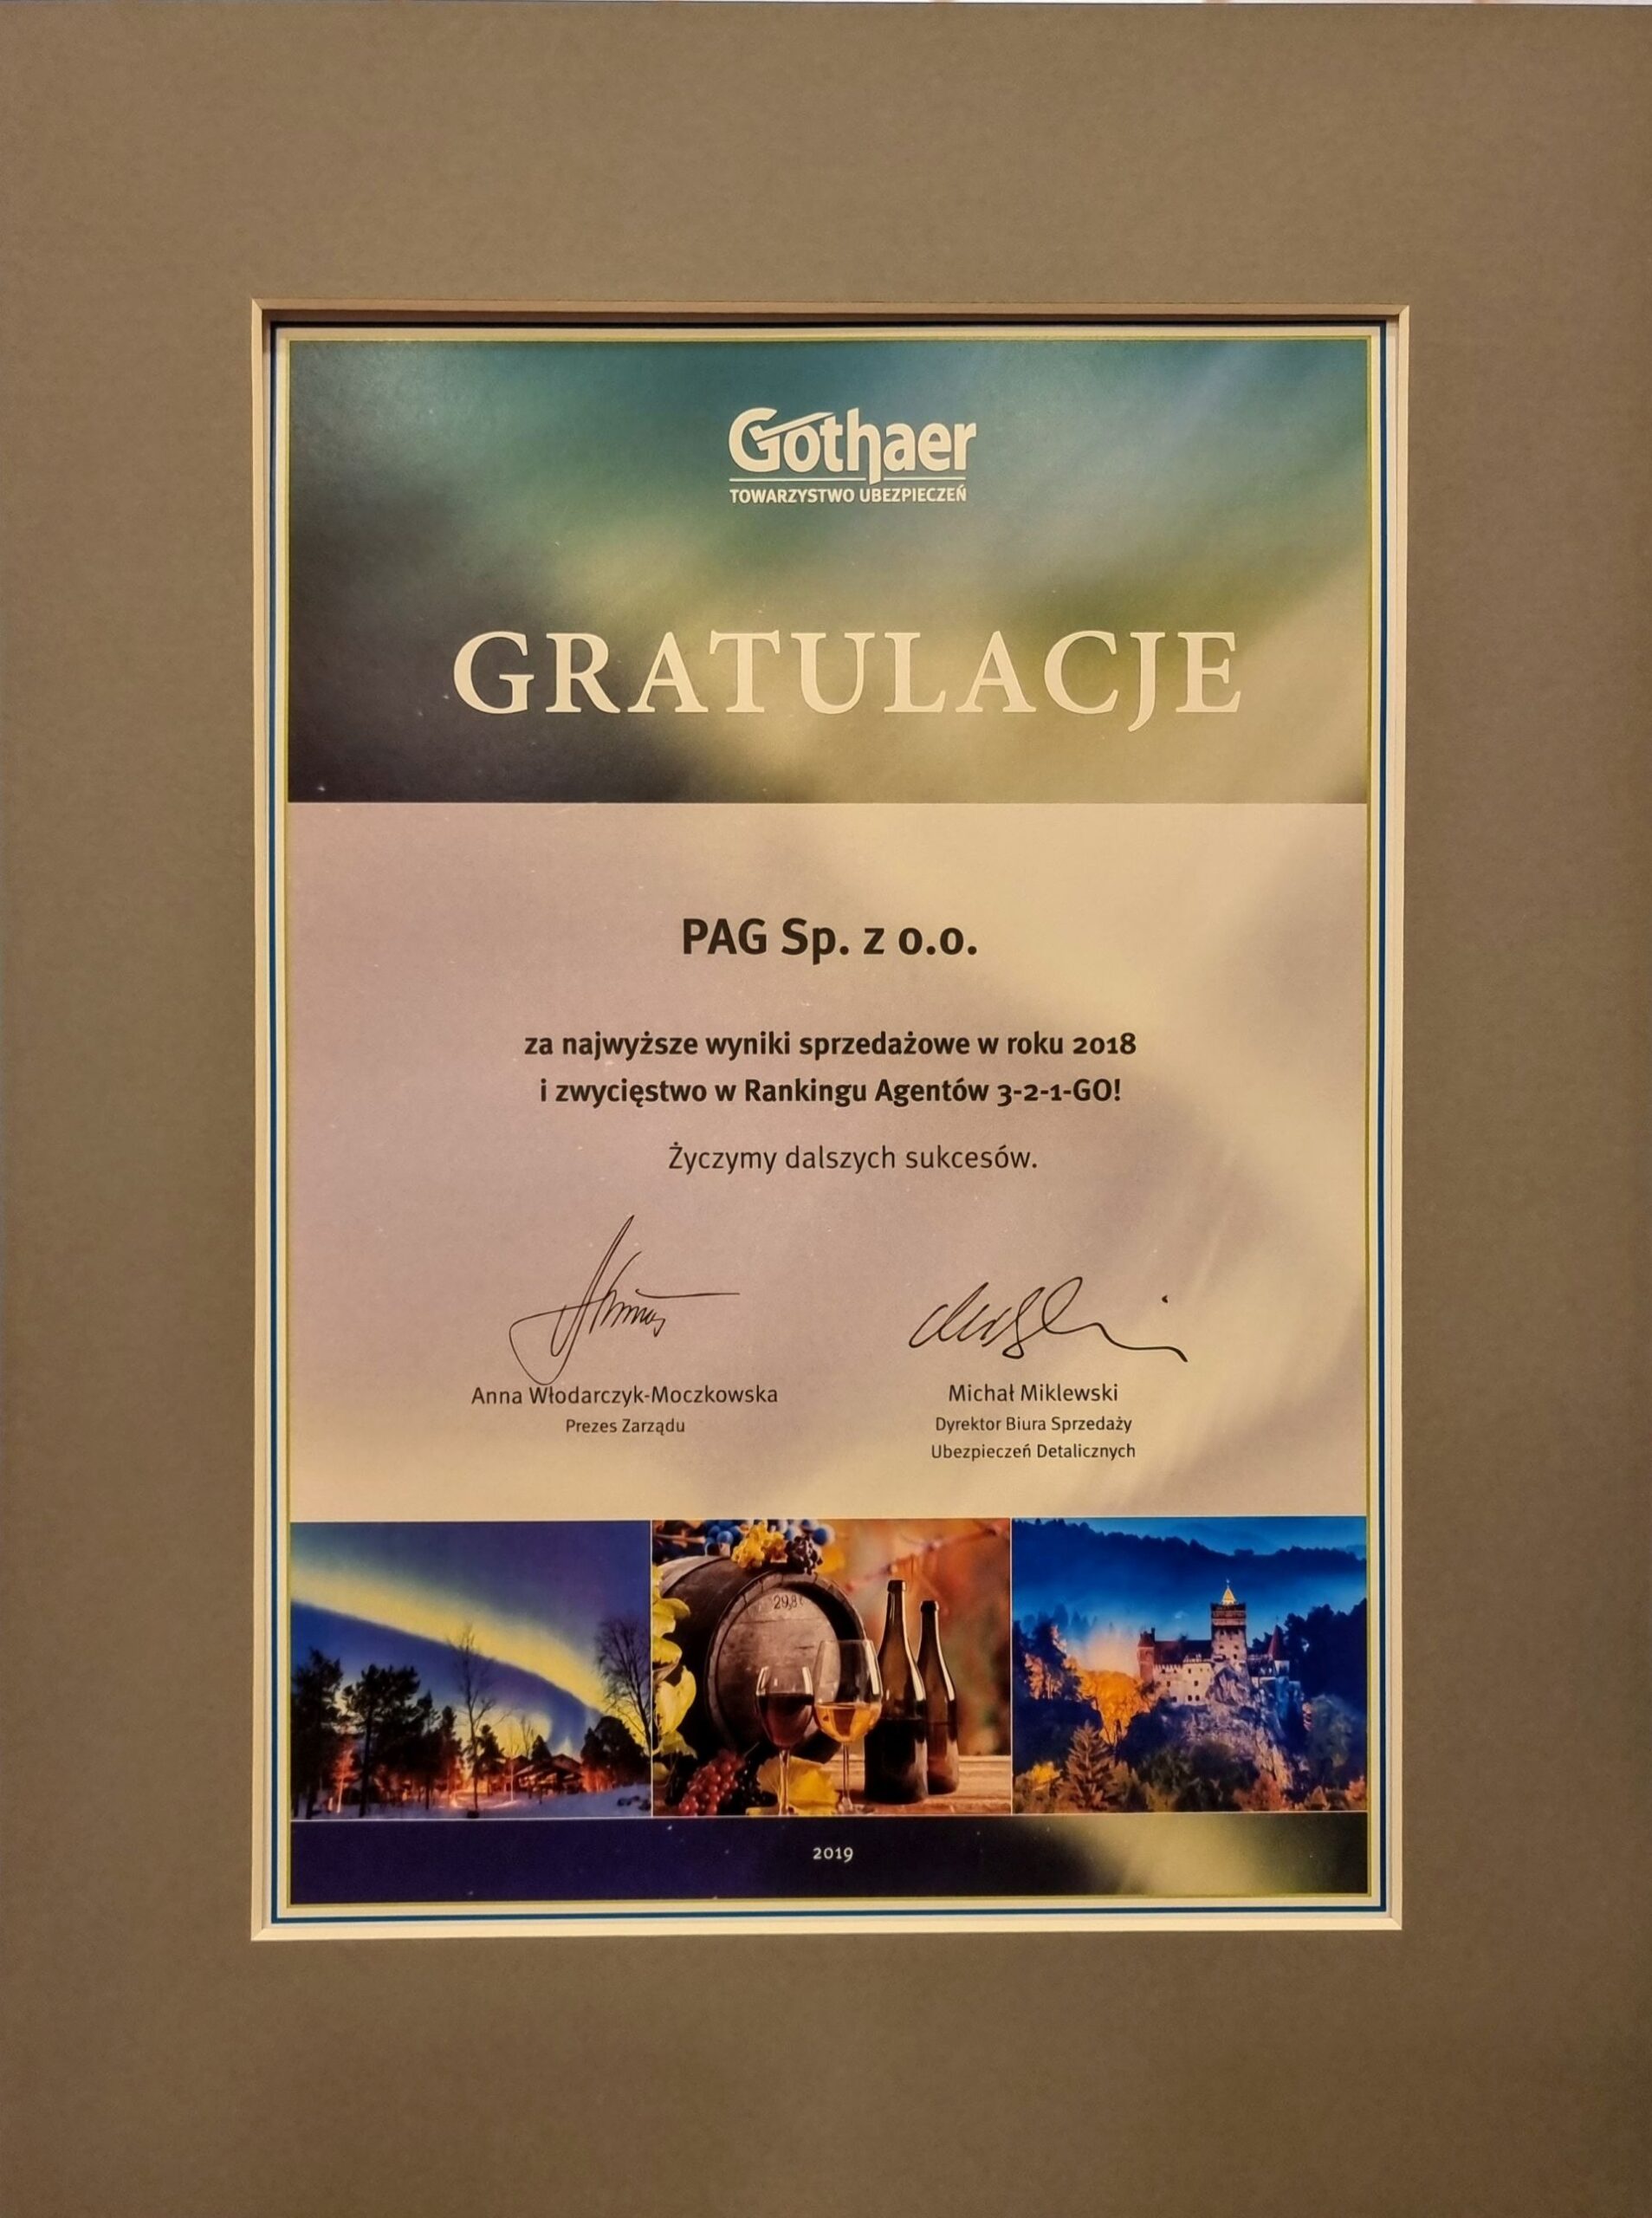 Gothaer
TOWARZYSTWO UBEZPIECZEŃ
GRATULACJE
PAG Sp. z o.o.
za najwyższe wyniki sprzedażowe w roku 2018
i zwycięstwo w Rankingu Agentów 3-2-1-GO!
Życzymy dalszych sukcesów.
Anna Włodarczyk-Moczkowska
Prezes Zarządu
Michał Miklewski
Dyrektor Biura Sprzedaży
Ubezpieczeń Detalicznych
2019